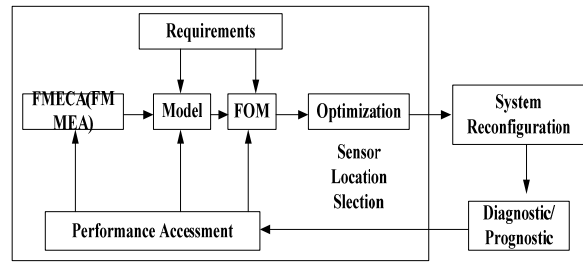 Requirements
FMECA(FM
MEA)
Model
FOM
Optimization
System
Reconfiguration
Sensor
Location
Slection
Performance Accessment
Diagnostic/
Prognostic